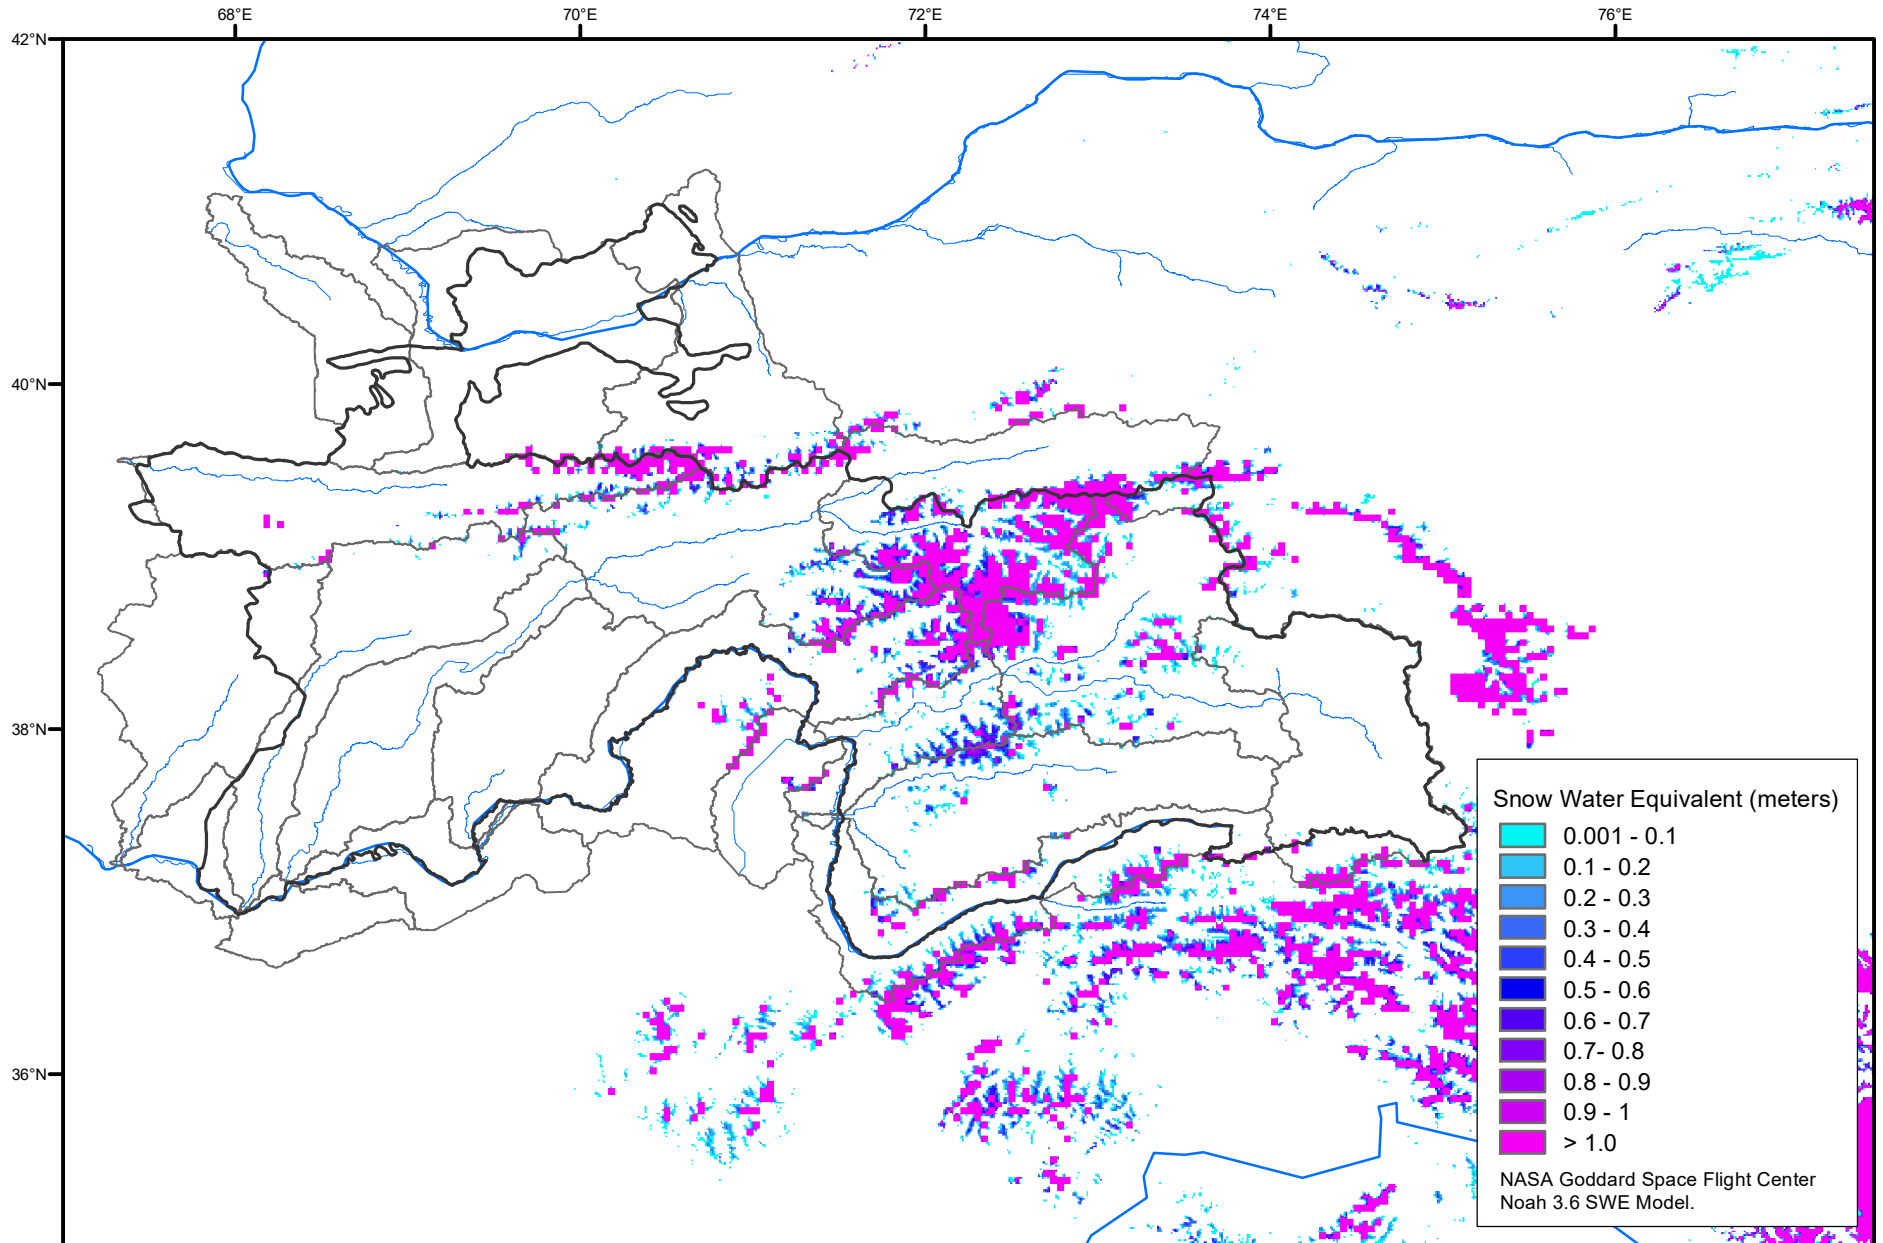 68°E 70°E 72°E 74°E 76°E
42°N
40°N
38°N
36°N
Snow Water Equivalent (meters)
0.001 - 0.1
0.1 - 0.2
0.2 - 0.3
0.3 - 0.4
0.4 - 0.5
0.5 - 0.6
0.6 - 0.7
0.7- 0.8
0.8 - 0.9
0.9 - 1
> 1.0
NASA Goddard Space Flight Center
Noah 3.6 SWE Model.